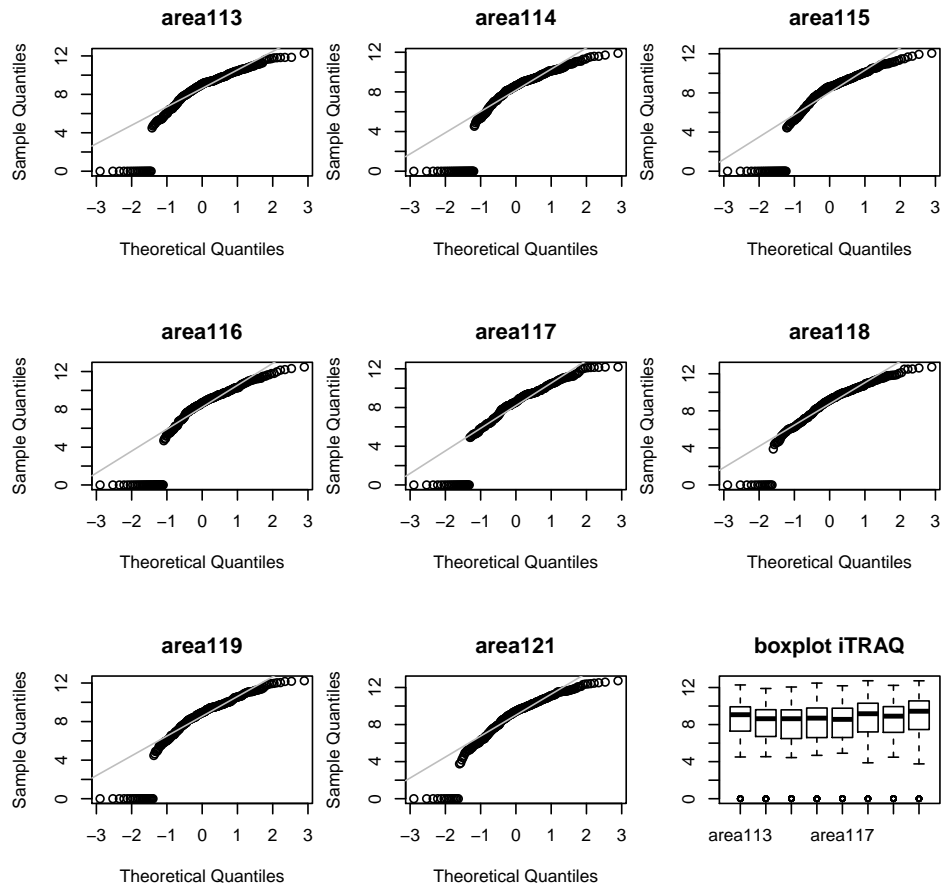 area113
Sample Quantiles
0 4 8 12
−3 −2 −1 0 1 2 3
Theoretical Quantiles
area114
Sample Quantiles
0 4 8 12
−3 −2 −1 0 1 2 3
Theoretical Quantiles
area115
Sample Quantiles
0 4 8 12
−3 −2 −1 0 1 2 3
Theoretical Quantiles
area116
Sample Quantiles
0 4 8 12
−3 −2 −1 0 1 2 3
Theoretical Quantiles
area117
Sample Quantiles
0 4 8 12
−3 −2 −1 0 1 2 3
Theoretical Quantiles
area118
Sample Quantiles
0 4 8 12
−3 −2 −1 0 1 2 3
Theoretical Quantiles
area119
Sample Quantiles
0 4 8 12
−3 −2 −1 0 1 2 3
Theoretical Quantiles
area121
Sample Quantiles
0 4 8 12
−3 −2 −1 0 1 2 3
Theoretical Quantiles
boxplot iTRAQ
0 4 8 12
area113 area117